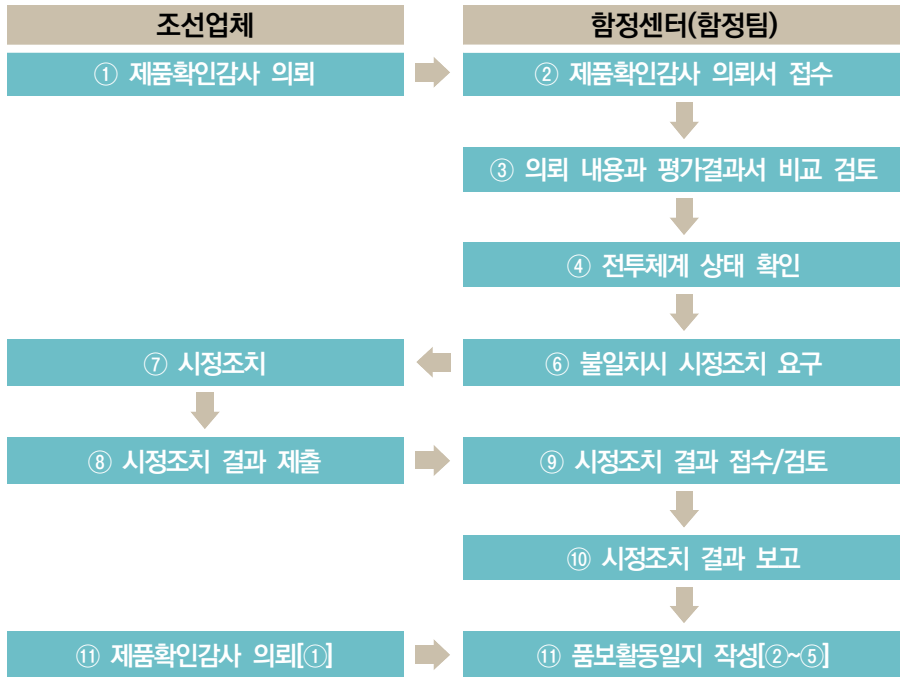 조선업체
함정센터(함정팀)
① 제품확인감사 의뢰
② 제품확인감사 의뢰서 접수
③ 의뢰 내용과 평가결과서 비교 검토
④ 전투체계 상태 확인
⑦ 시정조치
⑥ 불일치시 시정조치 요구
⑧ 시정조치 결과 제출
⑨ 시정조치 결과 접수/검토
⑩ 시정조치 결과 보고
⑪ 제품확인감사 의뢰[①]
⑪ 품보활동일지 작성[②~⑤]